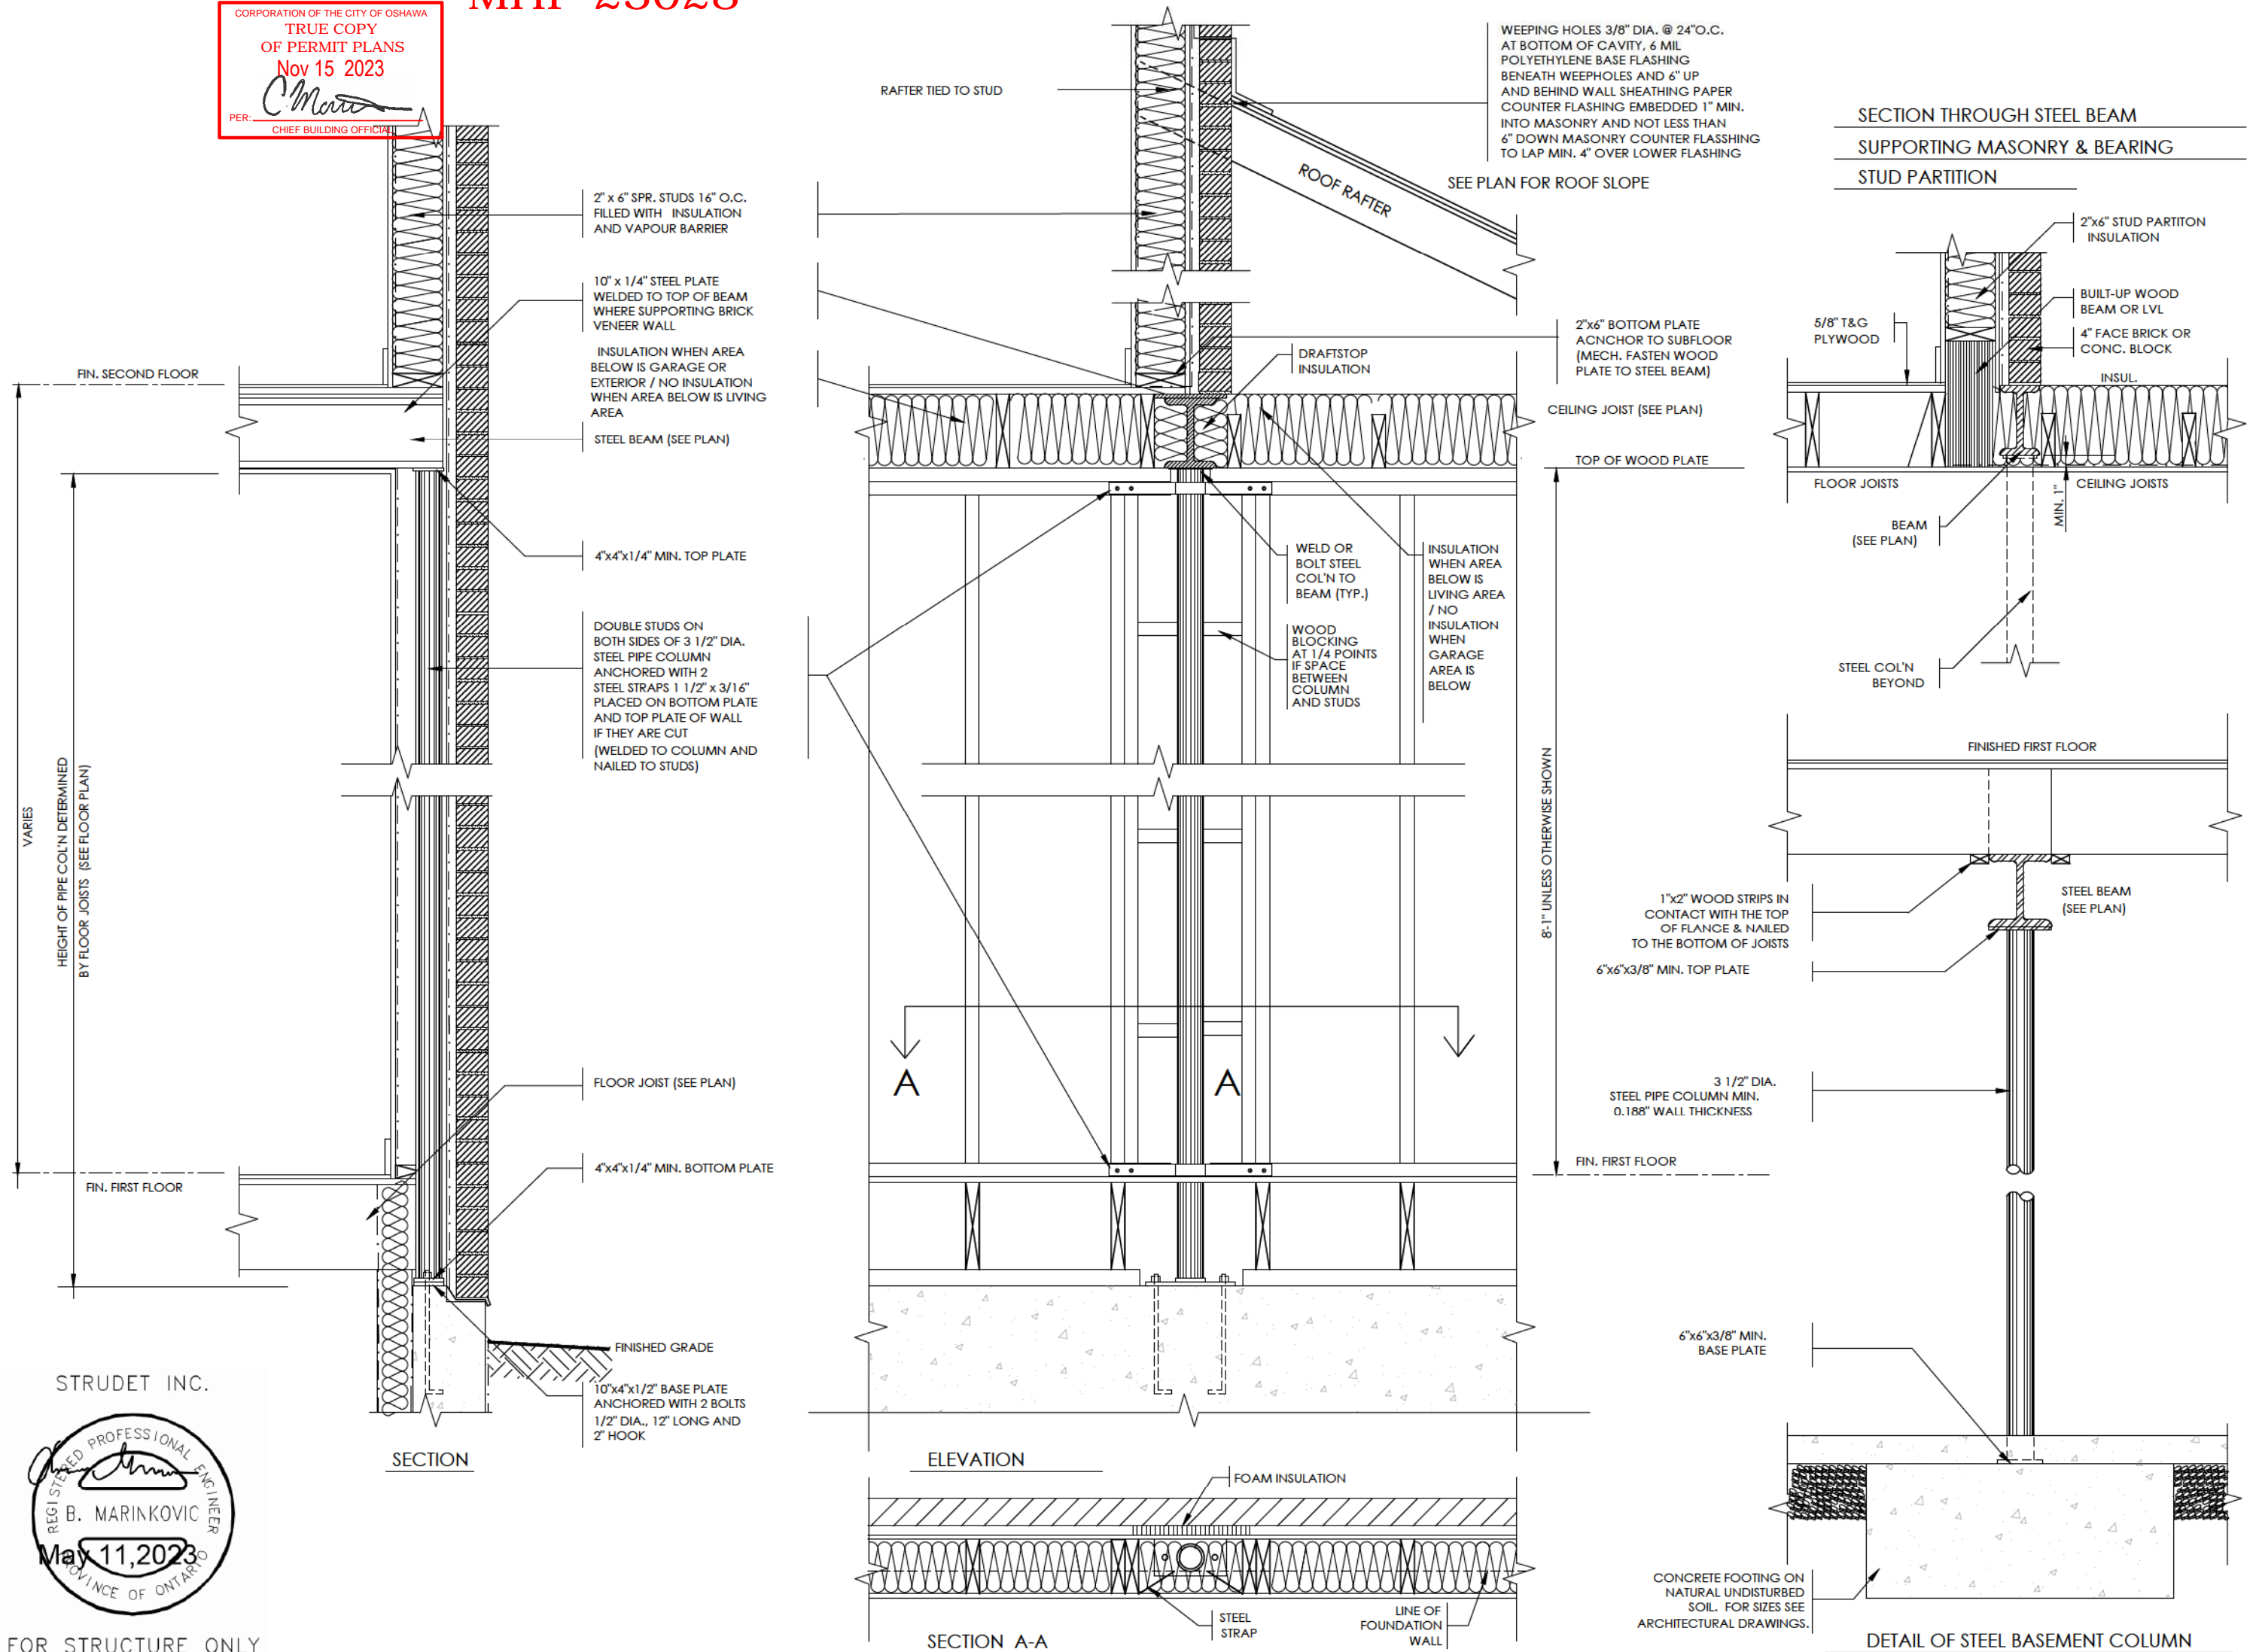 MHP 23028
CORPORATION OF THE CITY OF OSHAWA
TRUE COPY
OF PERMIT PLANS
Nov 15 2023
PER:
CHIEF BUILDING OFFICIAL
2" x 6" SPR. STUDS 16" O.C.
FILLED WITH INSULATION
AND VAPOUR BARRIER
10" x 1/4" STEEL PLATE
WELDED TO TOP OF BEAM
WHERE SUPPORTING BRICK
VENEER WALL
INSULATION WHEN AREA
BELOW IS GARAGE OR
EXTERIOR / NO INSULATION
WHEN AREA BELOW IS LIVING
AREA
STEEL BEAM (SEE PLAN)
FIN. SECOND FLOOR
4"x4"x1/4" MIN. TOP PLATE
DOUBLE STUDS ON
BOTH SIDES OF 3 1/2" DIA.
STEEL PIPE COLUMN
ANCHORED WITH 2
STEEL STRAPS 1 1/2" x 3/16"
PLACED ON BOTTOM PLATE
AND TOP PLATE OF WALL
IF THEY ARE CUT
(WELDED TO COLUMN AND
NAILED TO STUDS)
VARIES
HEIGHT OF PIPE COL'N DETERMINED
BY FLOOR JOISTS (SEE FLOOR PLAN)
FLOOR JOIST (SEE PLAN)
4"x4"x1/4" MIN. BOTTOM PLATE
FIN. FIRST FLOOR
FINISHED GRADE
10"x4"x1/2" BASE PLATE
ANCHORED WITH 2 BOLTS
1/2" DIA., 12" LONG AND
2" HOOK
SECTION
STRUDET INC.
REGISTERED PROFESSIONAL ENGINEER
B. MARINKOVIC
May 11,2023
PROVINCE OF ONTARIO
FOR STRUCTURE ONLY
RAFTER TIED TO STUD
WEEPING HOLES 3/8" DIA. @ 24"O.C.
AT BOTTOM OF CAVITY, 6 MIL
POLYETHYLENE BASE FLASHING
BENEATH WEEPHOLES AND 6" UP
AND BEHIND WALL SHEATHING PAPER
COUNTER FLASHING EMBEDDED 1" MIN.
INTO MASONRY AND NOT LESS THAN
6" DOWN MASONRY COUNTER FLASSHING
TO LAP MIN. 4" OVER LOWER FLASHING
ROOF RAFTER
SEE PLAN FOR ROOF SLOPE
DRAFTSTOP
INSULATION
2"x6" BOTTOM PLATE
ACNCHOR TO SUBFLOOR
(MECH. FASTEN WOOD
PLATE TO STEEL BEAM)
CEILING JOIST (SEE PLAN)
TOP OF WOOD PLATE
WELD OR
BOLT STEEL
COL'N TO
BEAM (TYP.)
INSULATION
WHEN AREA
BELOW IS
LIVING AREA
/ NO
INSULATION
WHEN
GARAGE
AREA IS
BELOW
WOOD
BLOCKING
AT 1/4 POINTS
IF SPACE
BETWEEN
COLUMN
AND STUDS
8'-1" UNLESS OTHERWISE SHOWN
A
A
FIN. FIRST FLOOR
ELEVATION
FOAM INSULATION
STEEL
STRAP
LINE OF
FOUNDATION
WALL
SECTION A-A
SECTION THROUGH STEEL BEAM
SUPPORTING MASONRY & BEARING
STUD PARTITION
2"x6" STUD PARTITON
INSULATION
BUILT-UP WOOD
BEAM OR LVL
5/8" T&G
PLYWOOD
4" FACE BRICK OR
CONC. BLOCK
INSUL.
FLOOR JOISTS
CEILING JOISTS
MIN. 1"
BEAM
(SEE PLAN)
STEEL COL'N
BEYOND
FINISHED FIRST FLOOR
1"x2" WOOD STRIPS IN
CONTACT WITH THE TOP
OF FLANGE & NAILED
TO THE BOTTOM OF JOISTS
STEEL BEAM
(SEE PLAN)
6"x6"x3/8" MIN. TOP PLATE
3 1/2" DIA.
STEEL PIPE COLUMN MIN.
0.188" WALL THICKNESS
6"x6"x3/8" MIN.
BASE PLATE
CONCRETE FOOTING ON
NATURAL UNDISTURBED
SOIL. FOR SIZES SEE
ARCHITECTURAL DRAWINGS.
DETAIL OF STEEL BASEMENT COLUMN